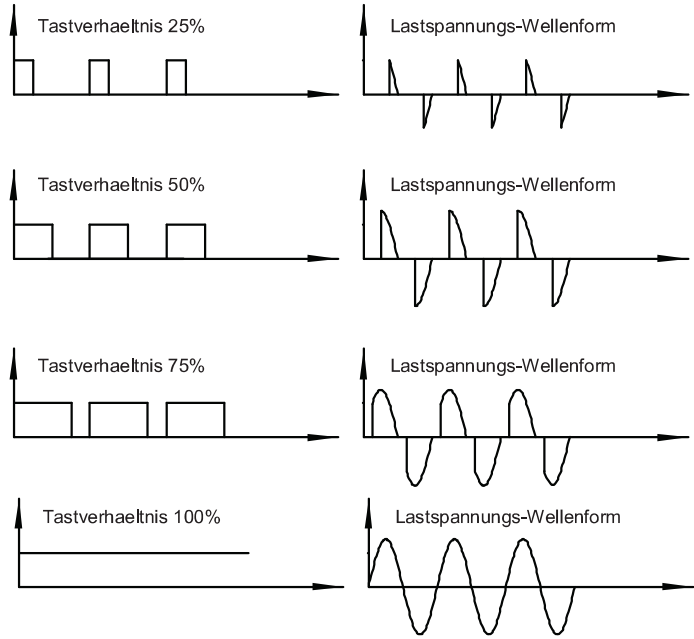 Tastverhaeltnis 25%
Lastspannungs-Wellenform
Tastverhaeltnis 50%
Lastspannungs-Wellenform
Tastverhaeltnis 75%
Lastspannungs-Wellenform
Tastverhaeltnis 100%
Lastspannungs-Wellenform